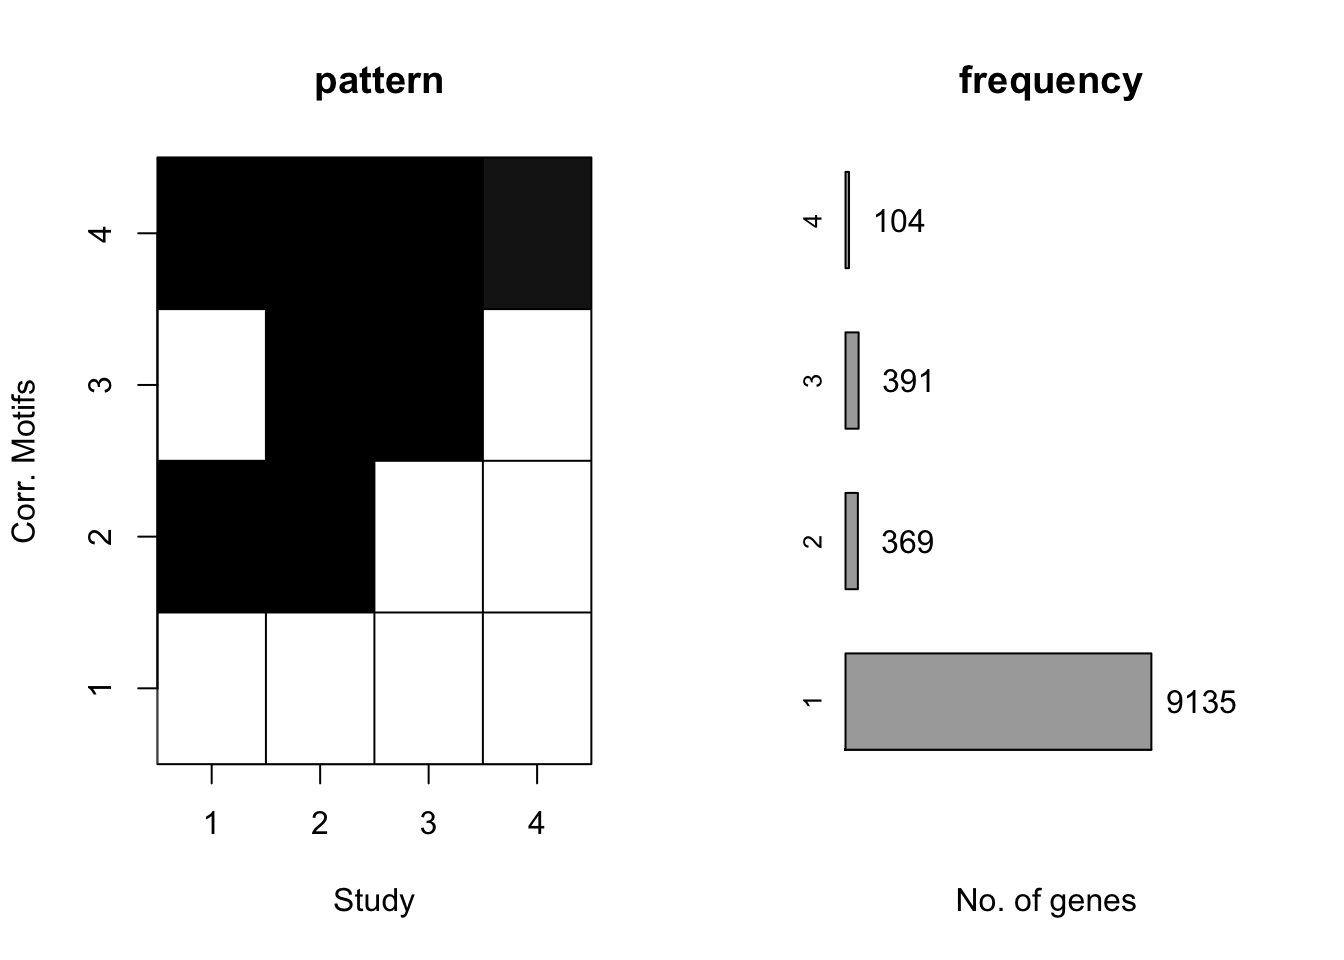 pattern
Corr. Motifs
4
3
2
1
1 2 3 4
Study
frequency
4 104
3 391
2 369
1 9135
No. of genes